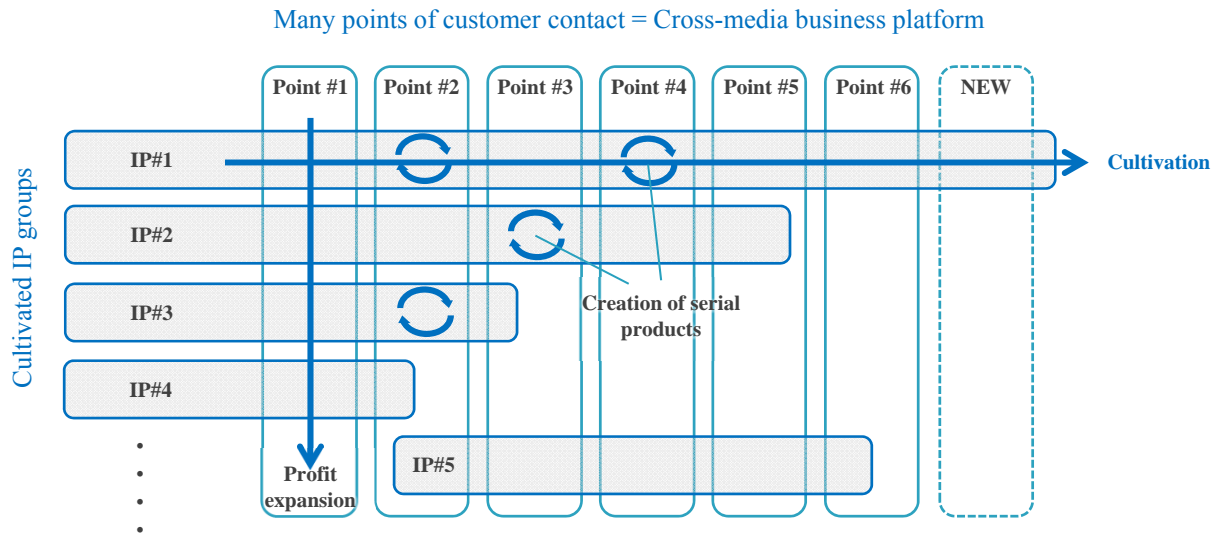 Many points of customer contact = Cross-media business platform
Point #1
Point #2
Point #3
Point #4
Point #5
Point #6
NEW
Cultivated IP groups
IP#1
Cultivation
IP#2
IP#3
Creation of serial
products
IP#4
IP#5
Profit
expansion